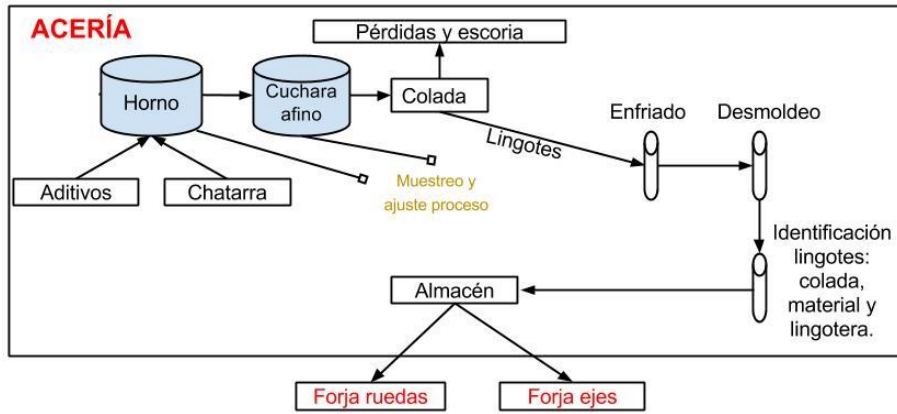 ACERÍA
Pérdidas y escoria
Horno
Cuchara
afino
Colada
Enfriado
Desmoldeo
Lingotes
Aditivos
Chatarra
Muestreo y
ajuste proceso
Identificación
lingotes:
colada,
material y
lingotera.
Almacén
Forja ruedas
Forja ejes